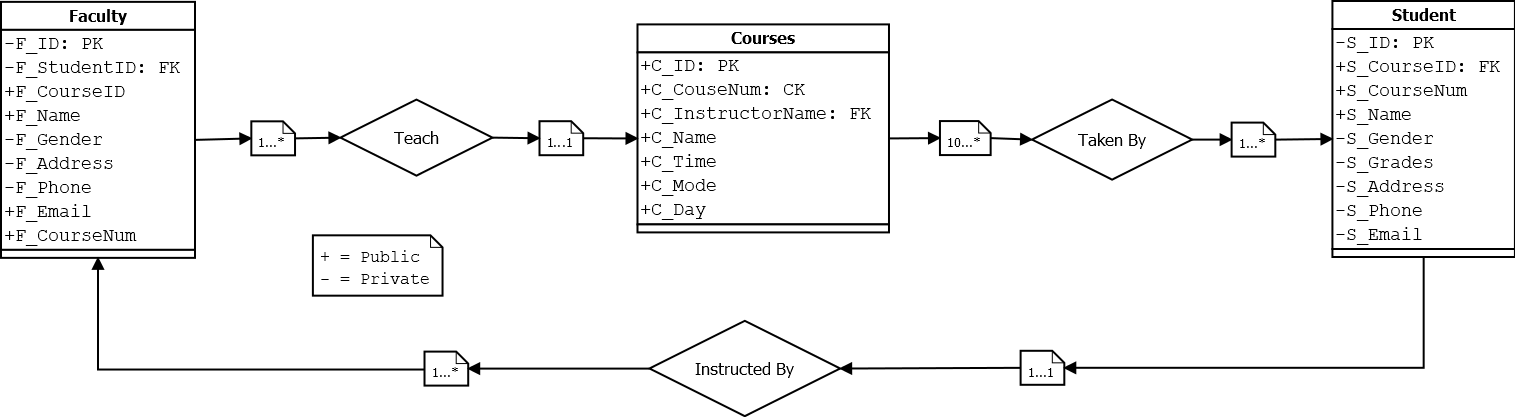 Faculty
-F_ID: PK
-F_StudentID: FK
+F_CourseID
+F_Name
-F_Gender
-F_Address
-F_Phone
+F_Email
+F_CourseNum
1...*
Teach
1...1
Courses
+C_ID: PK
+C_CouseNum: CK
+C_InstructorName: FK
+C_Name
+C_Time
+C_Mode
+C_Day
10...*
Taken By
1...*
Student
-S_ID: PK
+S_CourseID: FK
+S_CourseNum
+S_Name
-S_Gender
-S_Grades
-S_Address
-S_Phone
-S_Email
+ = Public
- = Private
1...*
Instructed By
1...1